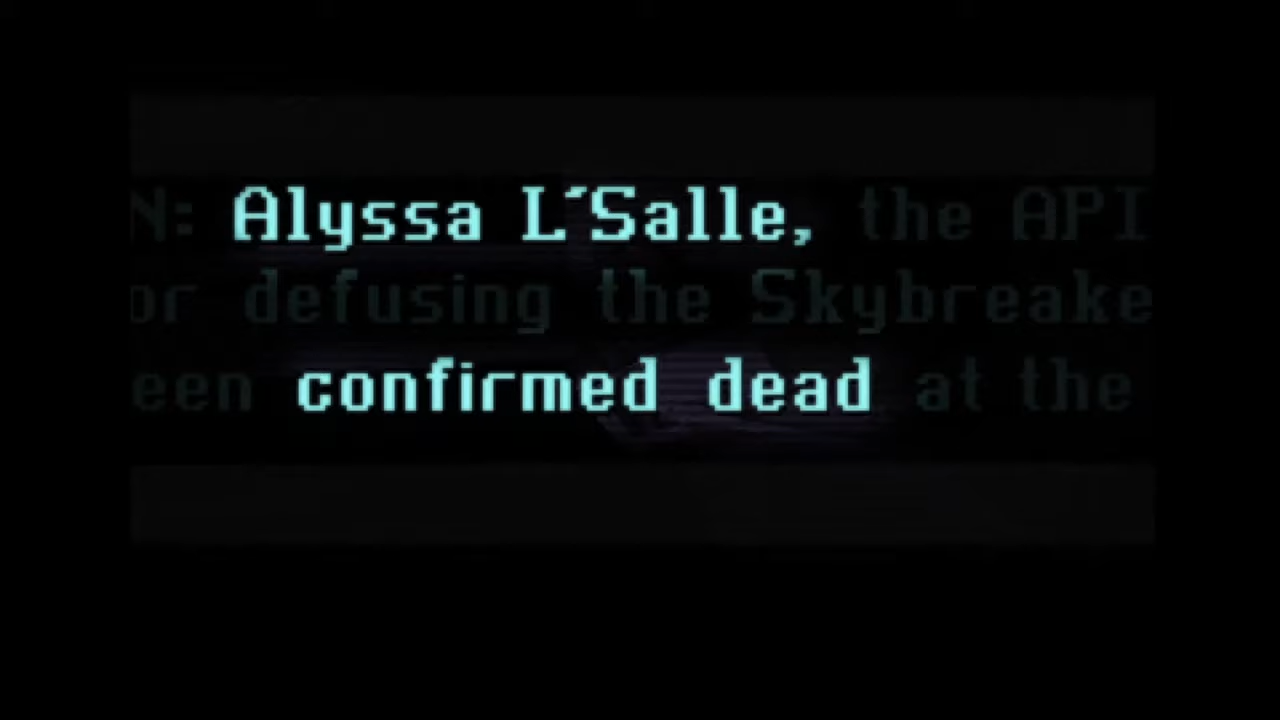 N: Alyssa L´Salle, the API
or defusing the Skybreake
een confirmed dead at the